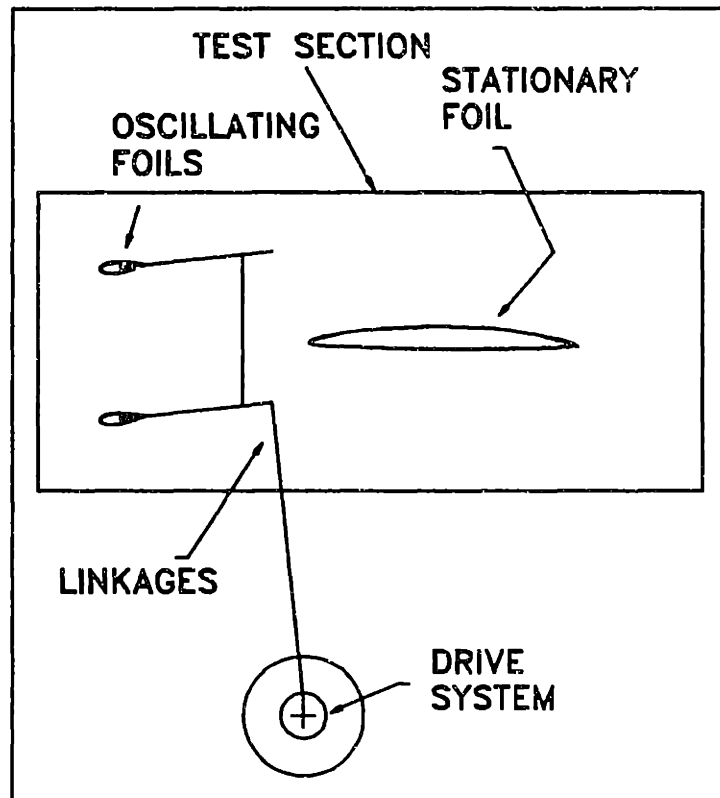 TEST SECTION
STATIONARY
FOIL
OSCILLATING
FOILS
LINKAGES
DRIVE
SYSTEM